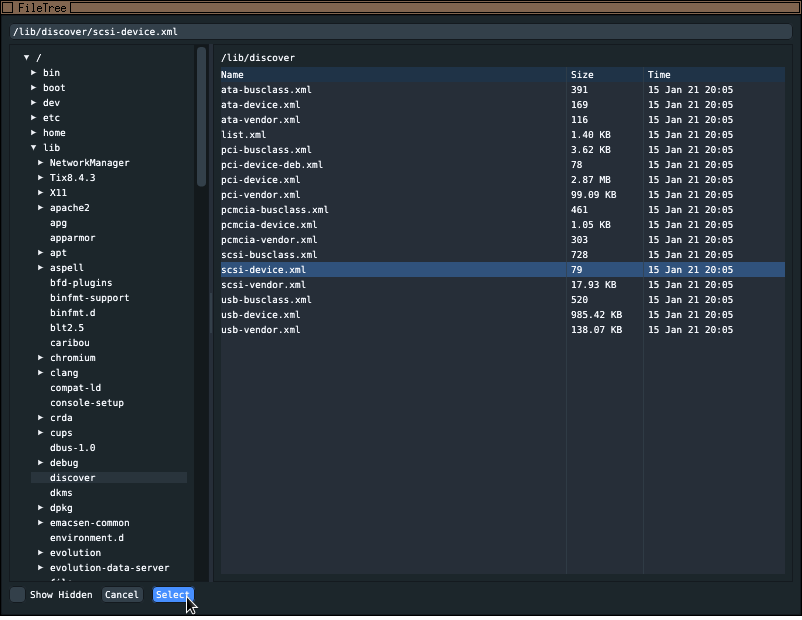 FileTree
/lib/discover/scsi-device.xml
/
bin
boot
dev
etc
home
lib
NetworkManager
Tix8.4.3
X11
apache2
apg
apparmor
apt
aspell
bfd-plugins
binfmt-support
binfmt.d
blt2.5
caribou
chromium
clang
compat-ld
console-setup
crda
cups
dbus-1.0
debug
discover
dkms
dpkg
emacsen-common
environment.d
evolution
evolution-data-server
/lib/discover
Name Size Time
ata-busclass.xml 391 15 Jan 21 20:05
ata-device.xml 169 15 Jan 21 20:05
ata-vendor.xml 116 15 Jan 21 20:05
list.xml 1.40 KB 15 Jan 21 20:05
pci-busclass.xml 3.62 KB 15 Jan 21 20:05
pci-device-deb.xml 78 15 Jan 21 20:05
pci-device.xml 2.87 MB 15 Jan 21 20:05
pci-vendor.xml 99.09 KB 15 Jan 21 20:05
pcmcia-busclass.xml 461 15 Jan 21 20:05
pcmcia-device.xml 1.05 KB 15 Jan 21 20:05
pcmcia-vendor.xml 303 15 Jan 21 20:05
scsi-busclass.xml 728 15 Jan 21 20:05
scsi-device.xml 79 15 Jan 21 20:05
scsi-vendor.xml 17.93 KB 15 Jan 21 20:05
usb-busclass.xml 520 15 Jan 21 20:05
usb-device.xml 985.42 KB 15 Jan 21 20:05
usb-vendor.xml 138.07 KB 15 Jan 21 20:05
Show Hidden Cancel Select